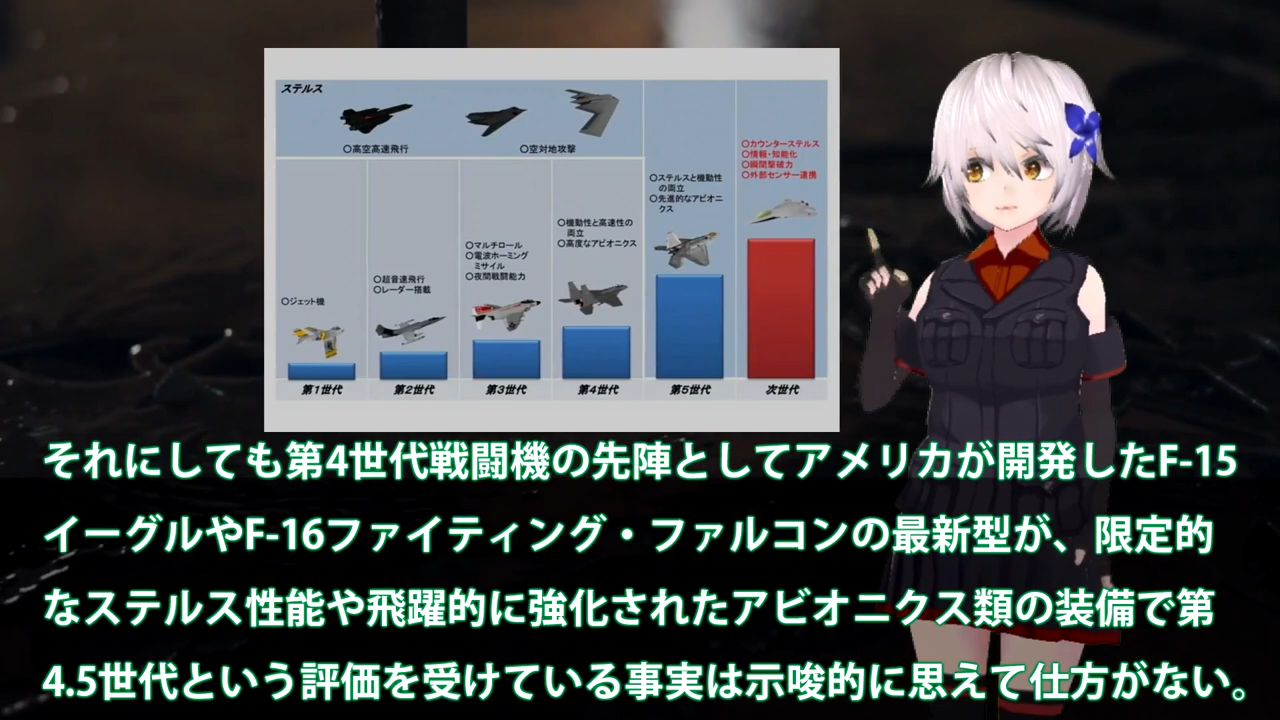 ステルス
○高空高速飛行
○空対地攻撃
○ジェット機
○超音速飛行
○レーダー搭載
○マルチロール
○電波ホーミング
ミサイル
○夜間戦闘能力
○機動性と高速性の
両立
○高度なアビオニクス
○ステルスと機動性
の両立
○先進的なアビオニ
クス
○カウンターステルス
○情報・知能化
○瞬間撃破力
○外部センサー連携
第1世代
第2世代
第3世代
第4世代
第5世代
次世代
それにしても第4世代戦闘機の先陣としてアメリカが開発したF-15
イーグルやF-16ファイティング・ファルコンの最新型が、限定的
なステルス性能や飛躍的に強化されたアビオニクス類の装備で第
4.5世代という評価を受けている事実は示唆的に思えて仕方がない。